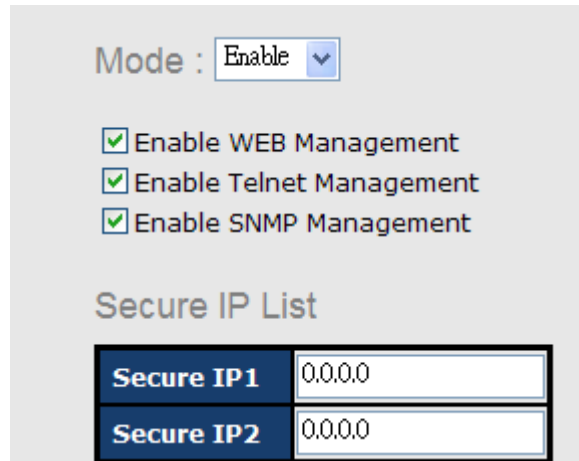 Mode : Enable
Enable WEB Management
Enable Telnet Management
Enable SNMP Management
Secure IP List
Secure IP1 0.0.0.0
Secure IP2 0.0.0.0